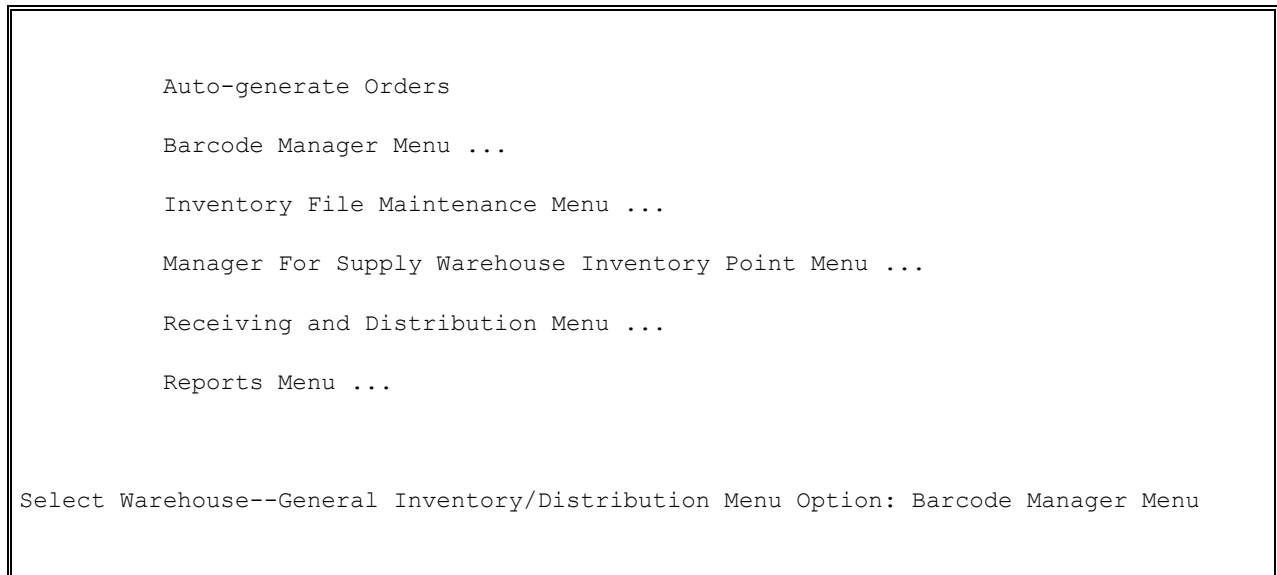 Auto-generate Orders
Barcode Manager Menu ...
Inventory File Maintenance Menu ...
Manager For Supply Warehouse Inventory Point Menu ...
Receiving and Distribution Menu ...
Reports Menu ...
Select Warehouse--General Inventory/Distribution Menu Option: Barcode Manager Menu